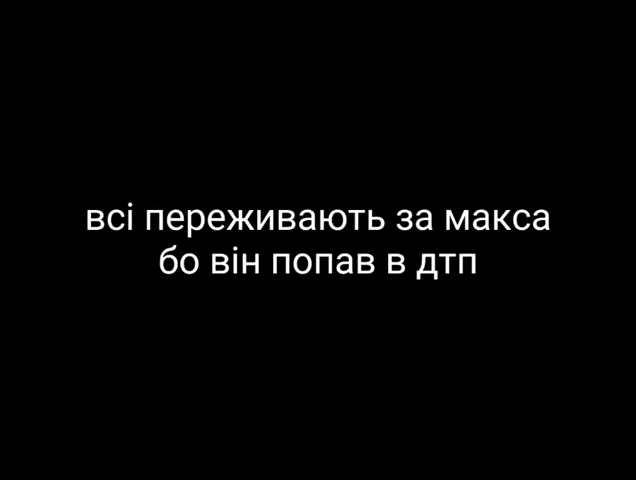 всі переживають за макса
бо він попав в дтп